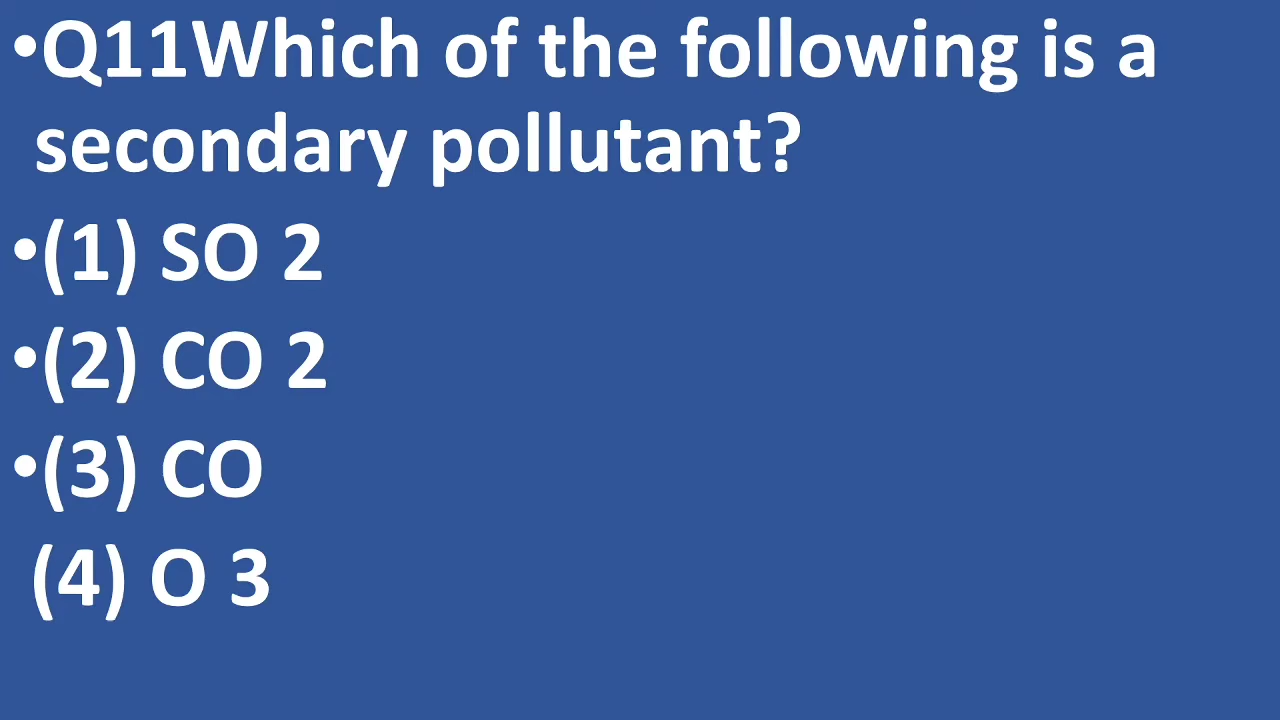 •Q11Which of the following is a
secondary pollutant?
•(1) SO 2
•(2) CO 2
•(3) CO
(4) O 3